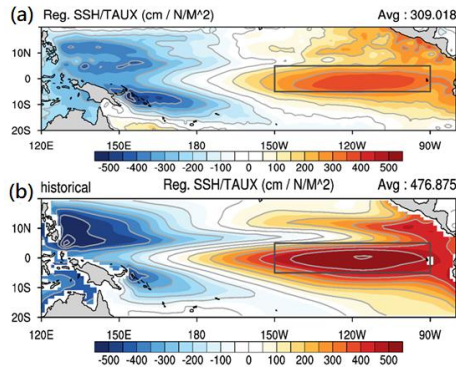 (a) Reg. SSH/TAUX (cm / N/M^2) Avg : 309.018
20N
10N
0
10S
20S
120E 150E 180 150W 120W 90W
-500 -400 -300 -200 -100 0 100 200 300 400 500
(b) historical Reg. SSH/TAUX (cm / N/M^2) Avg : 476.875
20N
10N
0
10S
20S
120E 150E 180 150W 120W 90W
-500 -400 -300 -200 -100 0 100 200 300 400 500